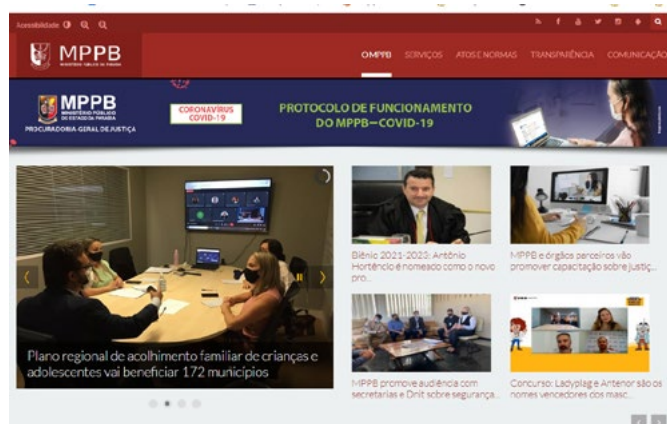 Acessibilidade
MPPB
MINISTÉRIO PÚBLICO DA PARAÍBA
O MPPB
SERVIÇOS
ATOS E NORMAS
TRANSPARÊNCIA
COMUNICAÇÃO
MPPB
MINISTÉRIO PÚBLICO
DO ESTADO DA PARAÍBA
PROCURADORIA-GERAL DE JUSTIÇA
CORONAVÍRUS
COVID-19
PROTOCOLO DE FUNCIONAMENTO
DO MPPB–COVID-19
Plano regional de acolhimento familiar de crianças e
adolescentes vai beneficiar 172 municípios
Biênio 2021-2023: Antônio
Hortêncio é nomeado como o novo
pro...
MPPB e órgãos parceiros vão
promover capacitação sobre justiç...
MPPB promove audiência com
secretarias e Dnit sobre segurança...
Concurso: Ladyplag e Antenor são os
nomes vencedores dos masc...